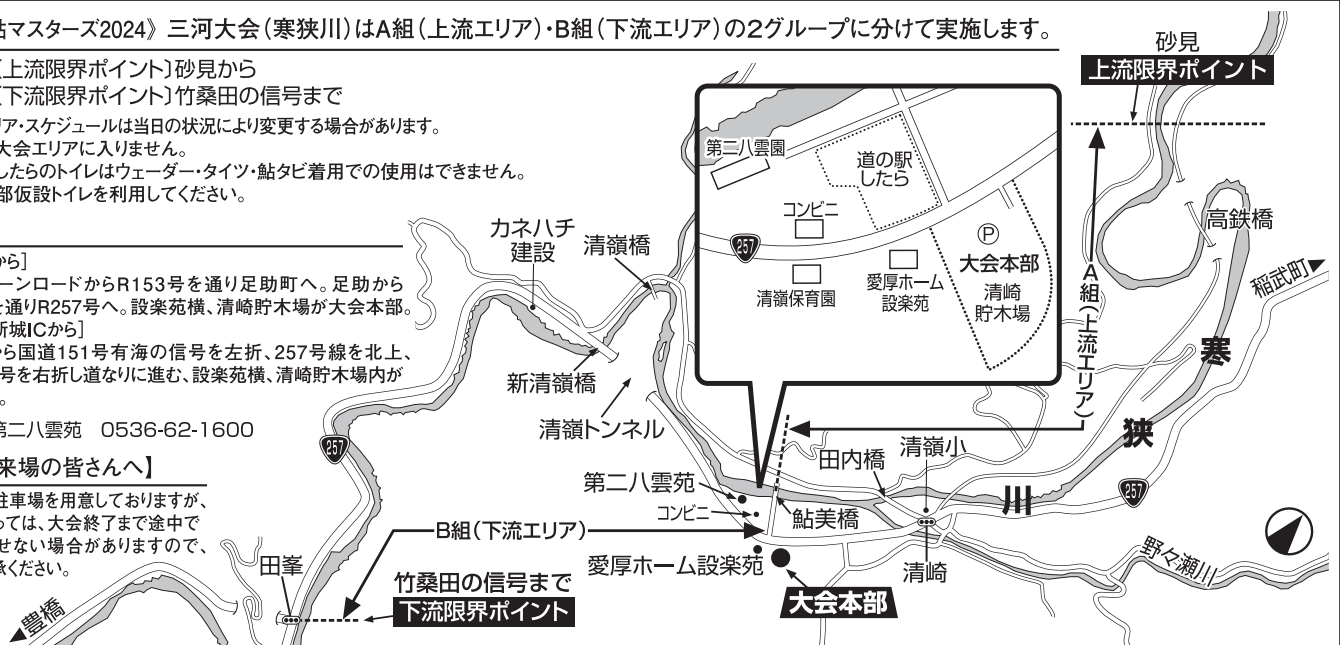 鮎マスターズ2024》 三河大会(寒狭川)はA組(上流エリア)・B組(下流エリア)の2グループに分けて実施します。
〔上流限界ポイント〕砂見から
〔下流限界ポイント〕竹桑田の信号まで
リア・スケジュールは当日の状況により変更する場合があります。
大会エリアに入りません。
したらのトイレはウェーダー・タイツ・鮎タビ着用での使用はできません。
部仮設トイレを利用してください。
から]
ーンロードからR153号を通り足助町へ。足助から
を通りR257号へ。設楽苑横、清崎貯木場が大会本部。
新城ICから]
ら国道151号有海の信号を左折、257号線を北上、
号を右折し道なりに進む、設楽苑横、清崎貯木場内が
。
第二八雲苑 0536-62-1600
来場の皆さんへ】
駐車場を用意しておりますが、
っては、大会終了まで途中で
せない場合がありますので、
承ください。
砂見
上流限界ポイント
第二八雲園
道の駅
したら
コンビニ
257
清嶺保育園
愛厚ホーム
設楽苑
P
大会本部
清崎
貯木場
高鉄橋
稲武町
A組(上流エリア)
カネハチ
建設
清嶺橋
新清嶺橋
清嶺トンネル
257
寒
狭
川
田内橋
清嶺小
257
第二八雲苑
コンビニ
鮎美橋
B組(下流エリア)
愛厚ホーム設楽苑
大会本部
清崎
野々瀬川
田峯
竹桑田の信号まで
下流限界ポイント
豊橋